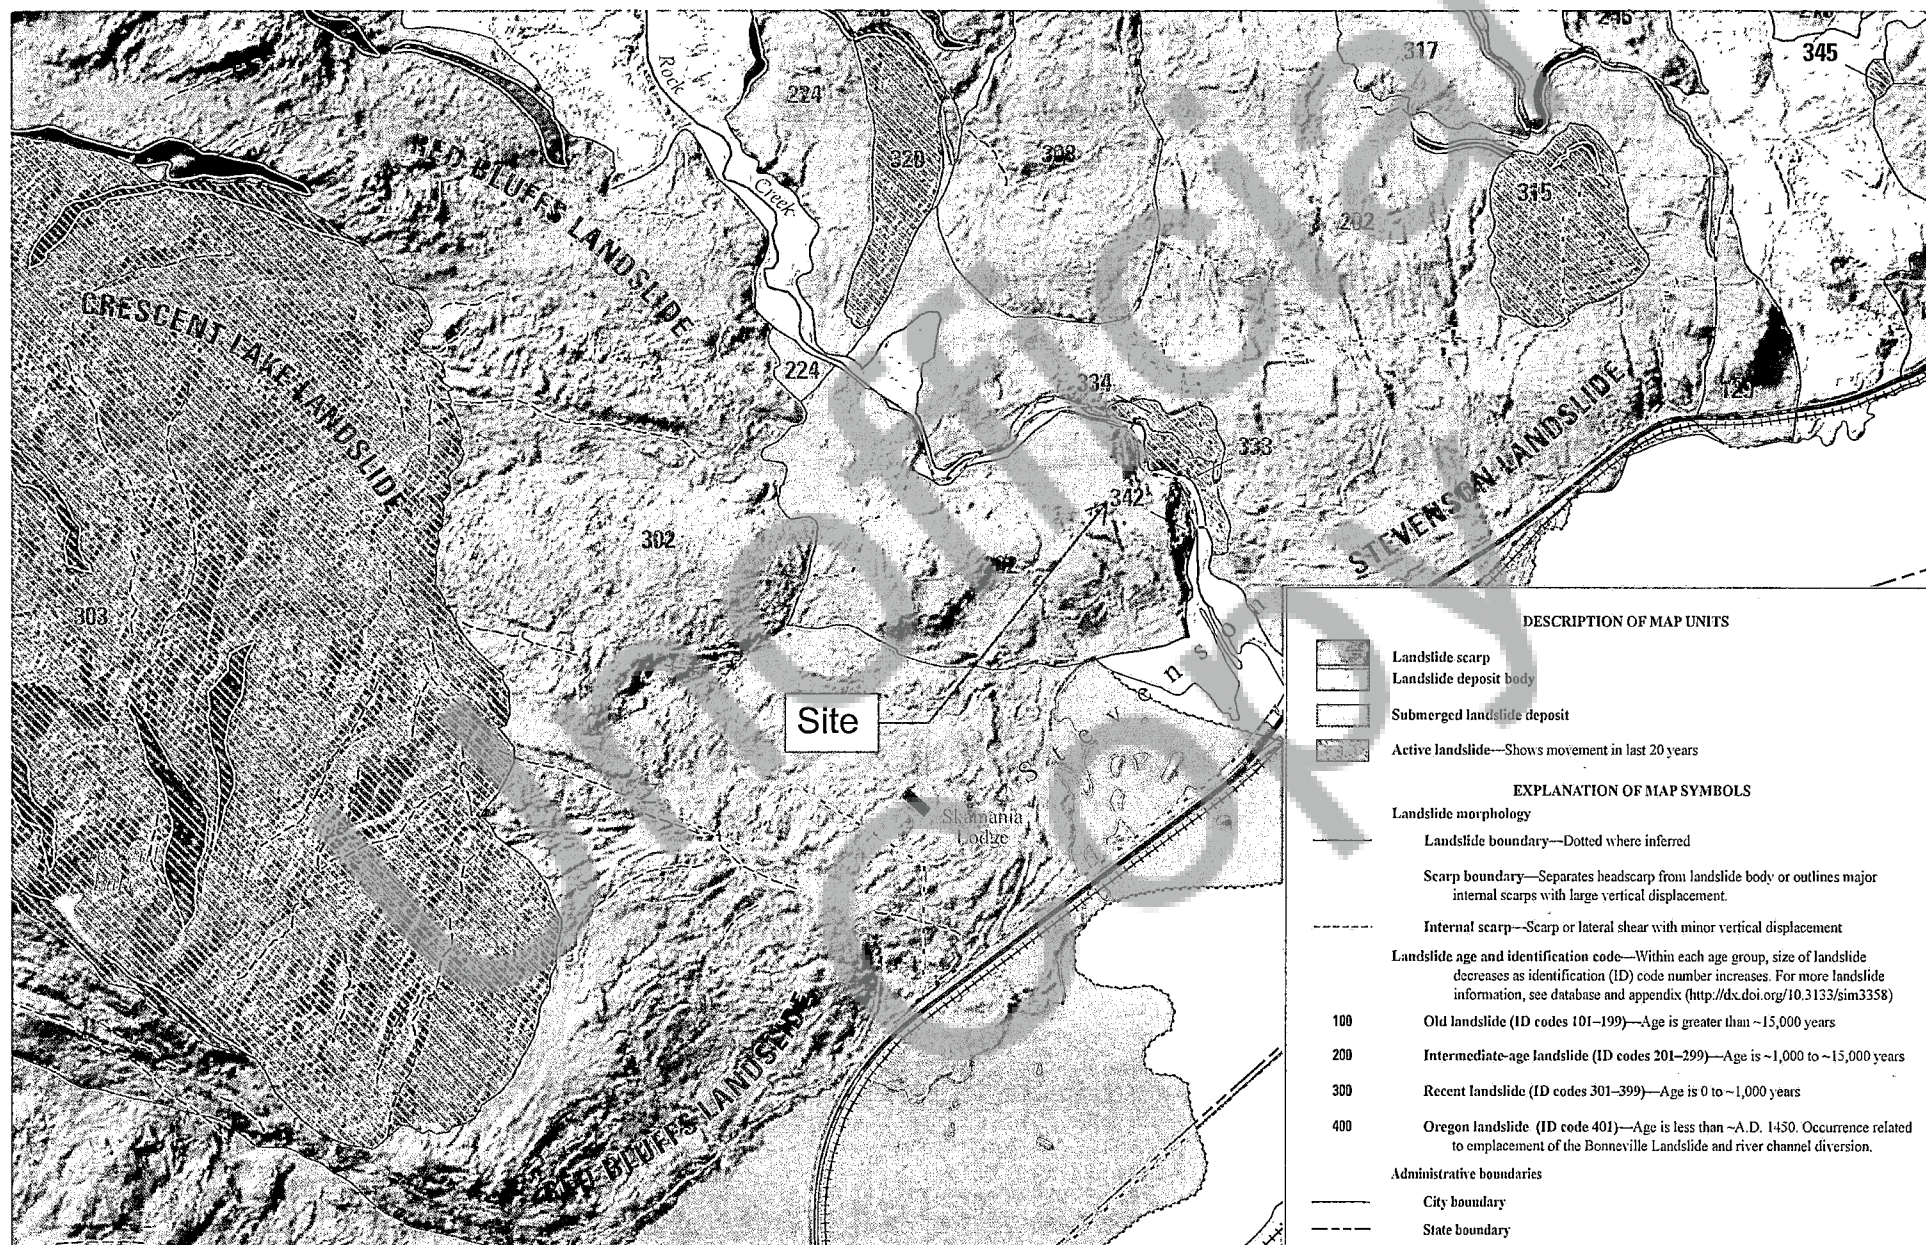 317
345
Rock
224
320
308
Creek
RED BLUFFS LANDSLIDE
315
202
CRESCENT LAKE LANDSLIDE
224
334
129
333
STEVENSON LANDSLIDE
342
302
303
Stevenson
Site
Skamania
Lodge
RED BLUFFS LANDSLIDE
Unofficial
Copy
DESCRIPTION OF MAP UNITS
Landslide scarp
Landslide deposit body
Submerged landslide deposit
Active landslide—Shows movement in last 20 years
EXPLANATION OF MAP SYMBOLS
Landslide morphology
Landslide boundary—Dotted where inferred
Scarp boundary—Separates headscarp from landslide body or outlines major
internal scarps with large vertical displacement.
Internal scarp—Scarp or lateral shear with minor vertical displacement
Landslide age and identification code—Within each age group, size of landslide
decreases as identification (ID) code number increases. For more landslide
information, see database and appendix (http://dx.doi.org/10.3133/sim3358)
100 Old landslide (ID codes 101–199)—Age is greater than ~15,000 years
200 Intermediate-age landslide (ID codes 201–299)—Age is ~1,000 to ~15,000 years
300 Recent landslide (ID codes 301–399)—Age is 0 to ~1,000 years
400 Oregon landslide (ID code 401)—Age is less than ~A.D. 1450. Occurrence related
to emplacement of the Bonneville Landslide and river channel diversion.
Administrative boundaries
City boundary
State boundary